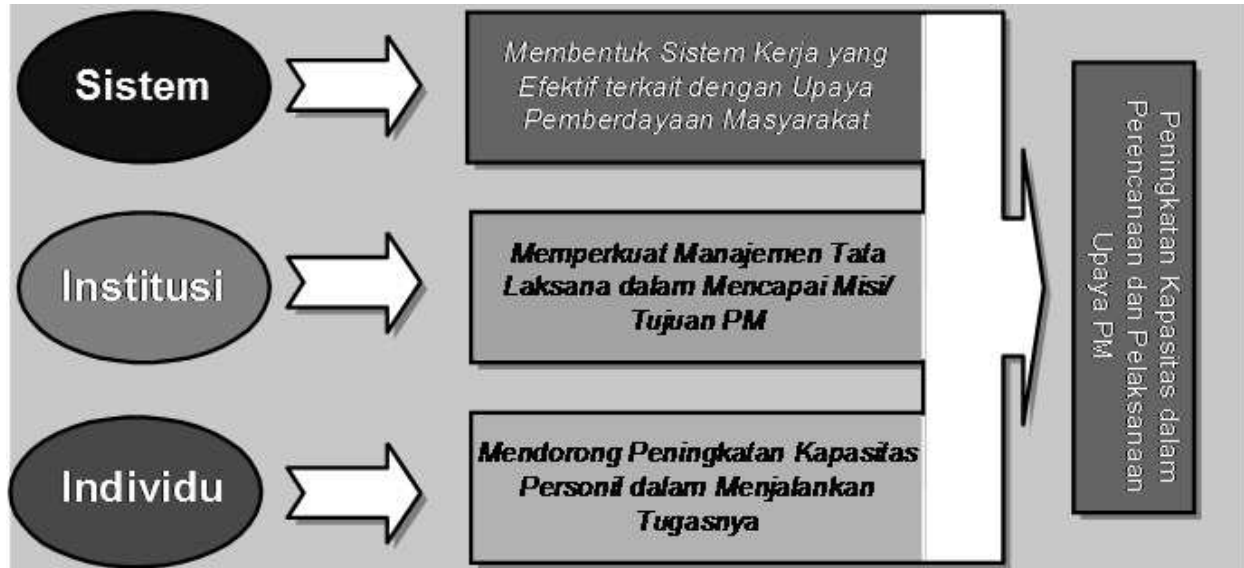 Sistem
Membentuk Sistem Kerja yang
Efektif terkait dengan Upaya
Pemberdayaan Masyarakat
Institusi
Memperkuat Manajemen Tata
Laksana dalam Mencapai Misi/
Tujuan PM
Individu
Mendorong Peningkatan Kapasitas
Personil dalam Menjalankan
Tugasnya
Peningkatan Kapasitas dalam
Perencanaan dan Pelaksanaan
Upaya PM